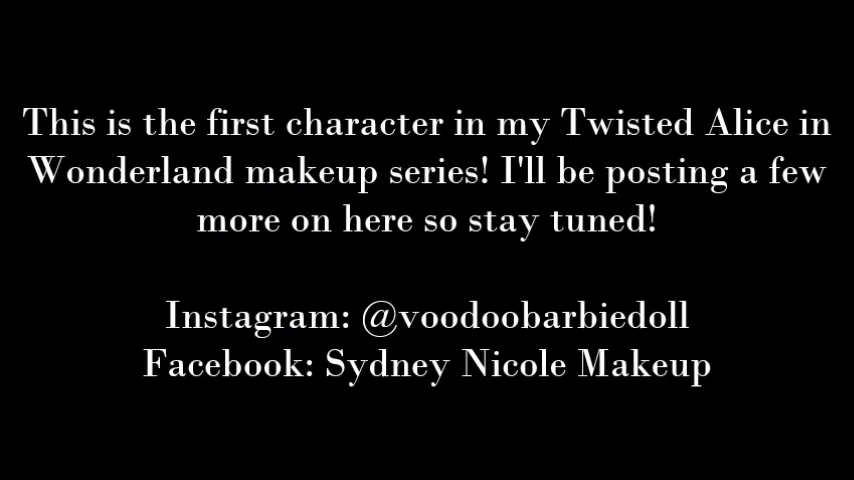 This is the first character in my Twisted Alice in
Wonderland makeup series! I'll be posting a few
more on here so stay tuned!
Instagram: @voodoobarbiedoll
Facebook: Sydney Nicole Makeup